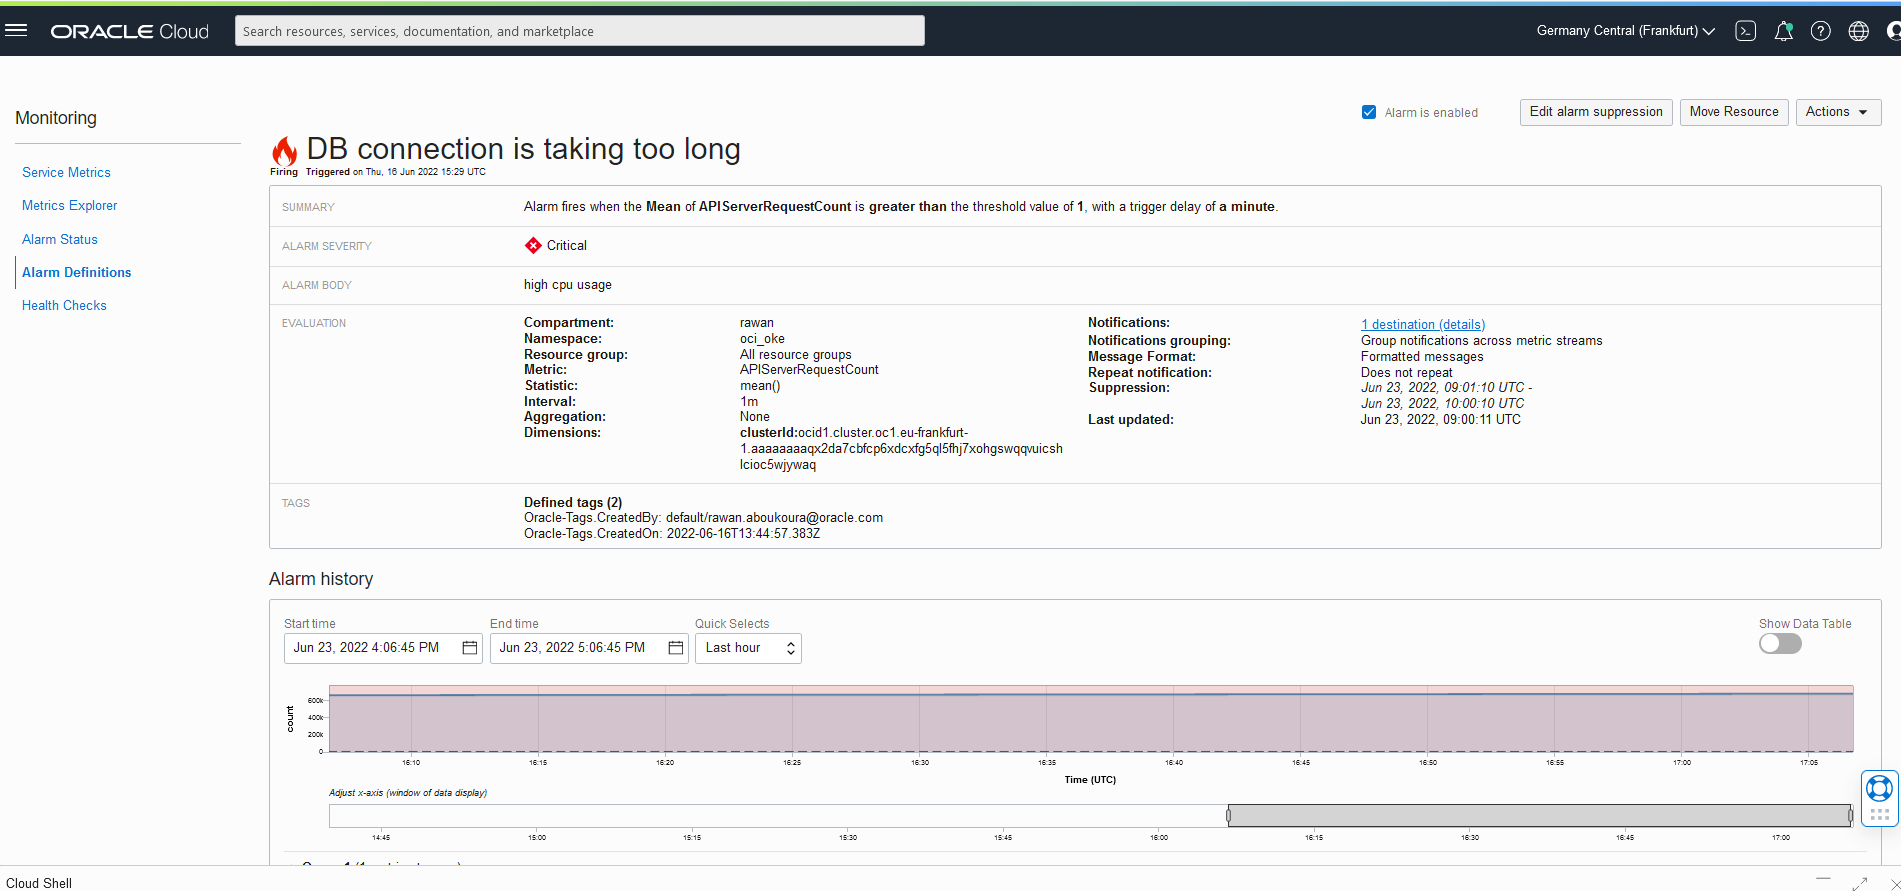 ORACLE Cloud
Search resources, services, documentation, and marketplace
Germany Central (Frankfurt)
Monitoring
Service Metrics
Metrics Explorer
Alarm Status
Alarm Definitions
Health Checks
Alarm is enabled
Edit alarm suppression
Move Resource
Actions
DB connection is taking too long
Firing Triggered on Thu, 16 Jun 2022 15:29 UTC
SUMMARY Alarm fires when the Mean of APIServerRequestCount is greater than the threshold value of 1, with a trigger delay of a minute.
ALARM SEVERITY Critical
ALARM BODY high cpu usage
EVALUATION
Compartment: rawan
Namespace: oci_oke
Resource group: All resource groups
Metric: APIServerRequestCount
Statistic: mean()
Interval: 1m
Aggregation: None
Dimensions: clusterId:ocid1.cluster.oc1.eu-frankfurt-
1.aaaaaaaaqx2da7cbfcp6xdcxfg5ql5fhj7xohgswqqvuicsh
lcioc5wjywaq
Notifications: 1 destination (details)
Notifications grouping: Group notifications across metric streams
Message Format: Formatted messages
Repeat notification: Does not repeat
Suppression: Jun 23, 2022, 09:01:10 UTC -
Jun 23, 2022, 10:00:10 UTC
Last updated: Jun 23, 2022, 09:00:11 UTC
TAGS
Defined tags (2)
Oracle-Tags.CreatedBy: default/rawan.aboukoura@oracle.com
Oracle-Tags.CreatedOn: 2022-06-16T13:44:57.383Z
Alarm history
Start time End time Quick Selects Show Data Table
Jun 23, 2022 4:06:45 PM Jun 23, 2022 5:06:45 PM Last hour
count
600k
400k
200k
0
16:10 16:15 16:20 16:25 16:30 16:35 16:40 16:45 16:50 16:55 17:00 17:05
Time (UTC)
Adjust x-axis (window of data display)
14:45 15:00 15:15 15:30 15:45 16:00 16:15 16:30 16:45 17:00
Cloud Shell